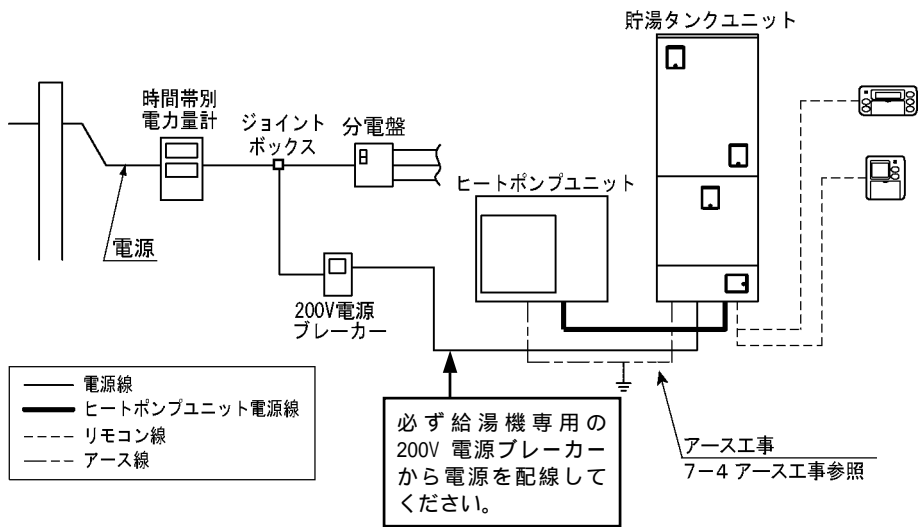 貯湯タンクユニット
時間帯別
電力量計
ジョイント
ボックス
分電盤
ヒートポンプユニット
電源
200V電源
ブレーカー
電源線
ヒートポンプユニット電源線
リモコン線
アース線
必ず給湯機専用の
200V 電源ブレーカー
から電源を配線して
ください。
アース工事
7-4 アース工事参照